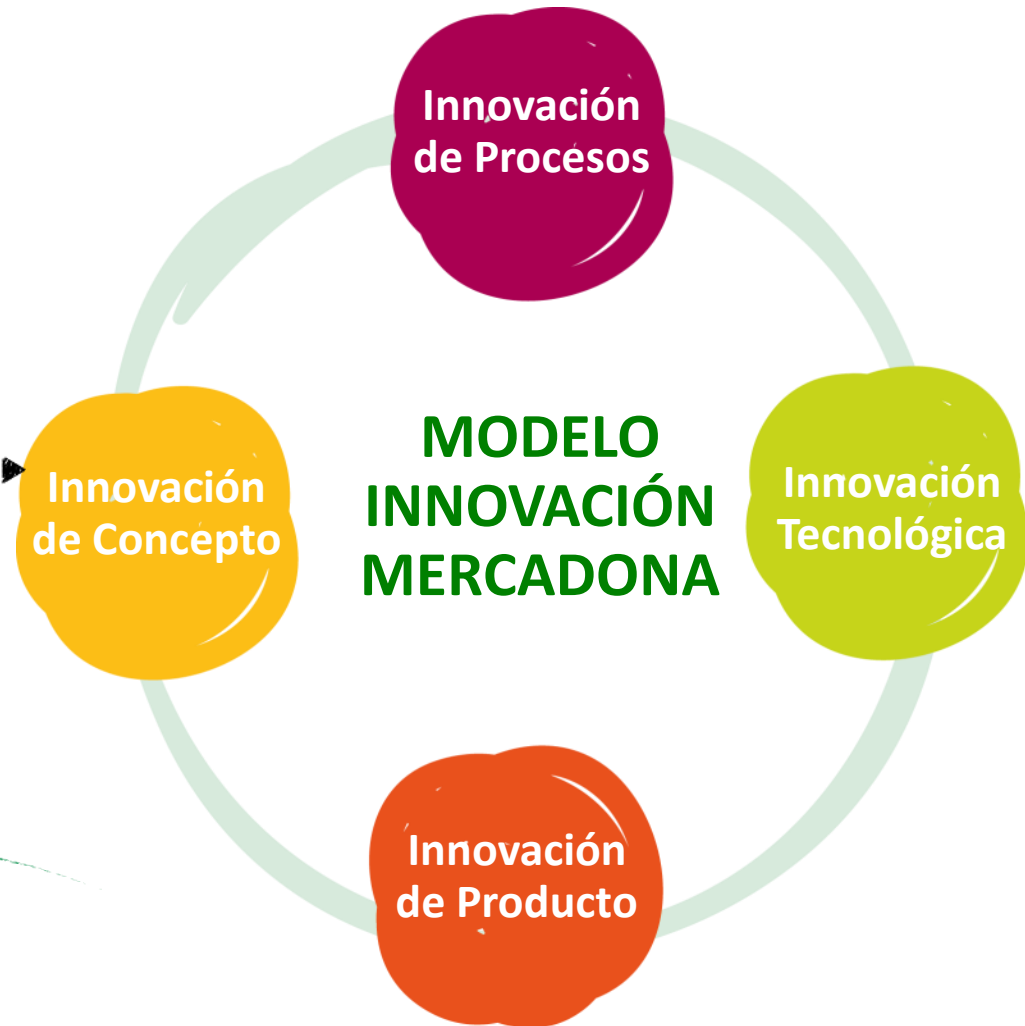 Innovación
de Procesos
MODELO
INNOVACIÓN
MERCADONA
Innovación
Tecnológica
Innovación
de Concepto
Innovación
de Producto